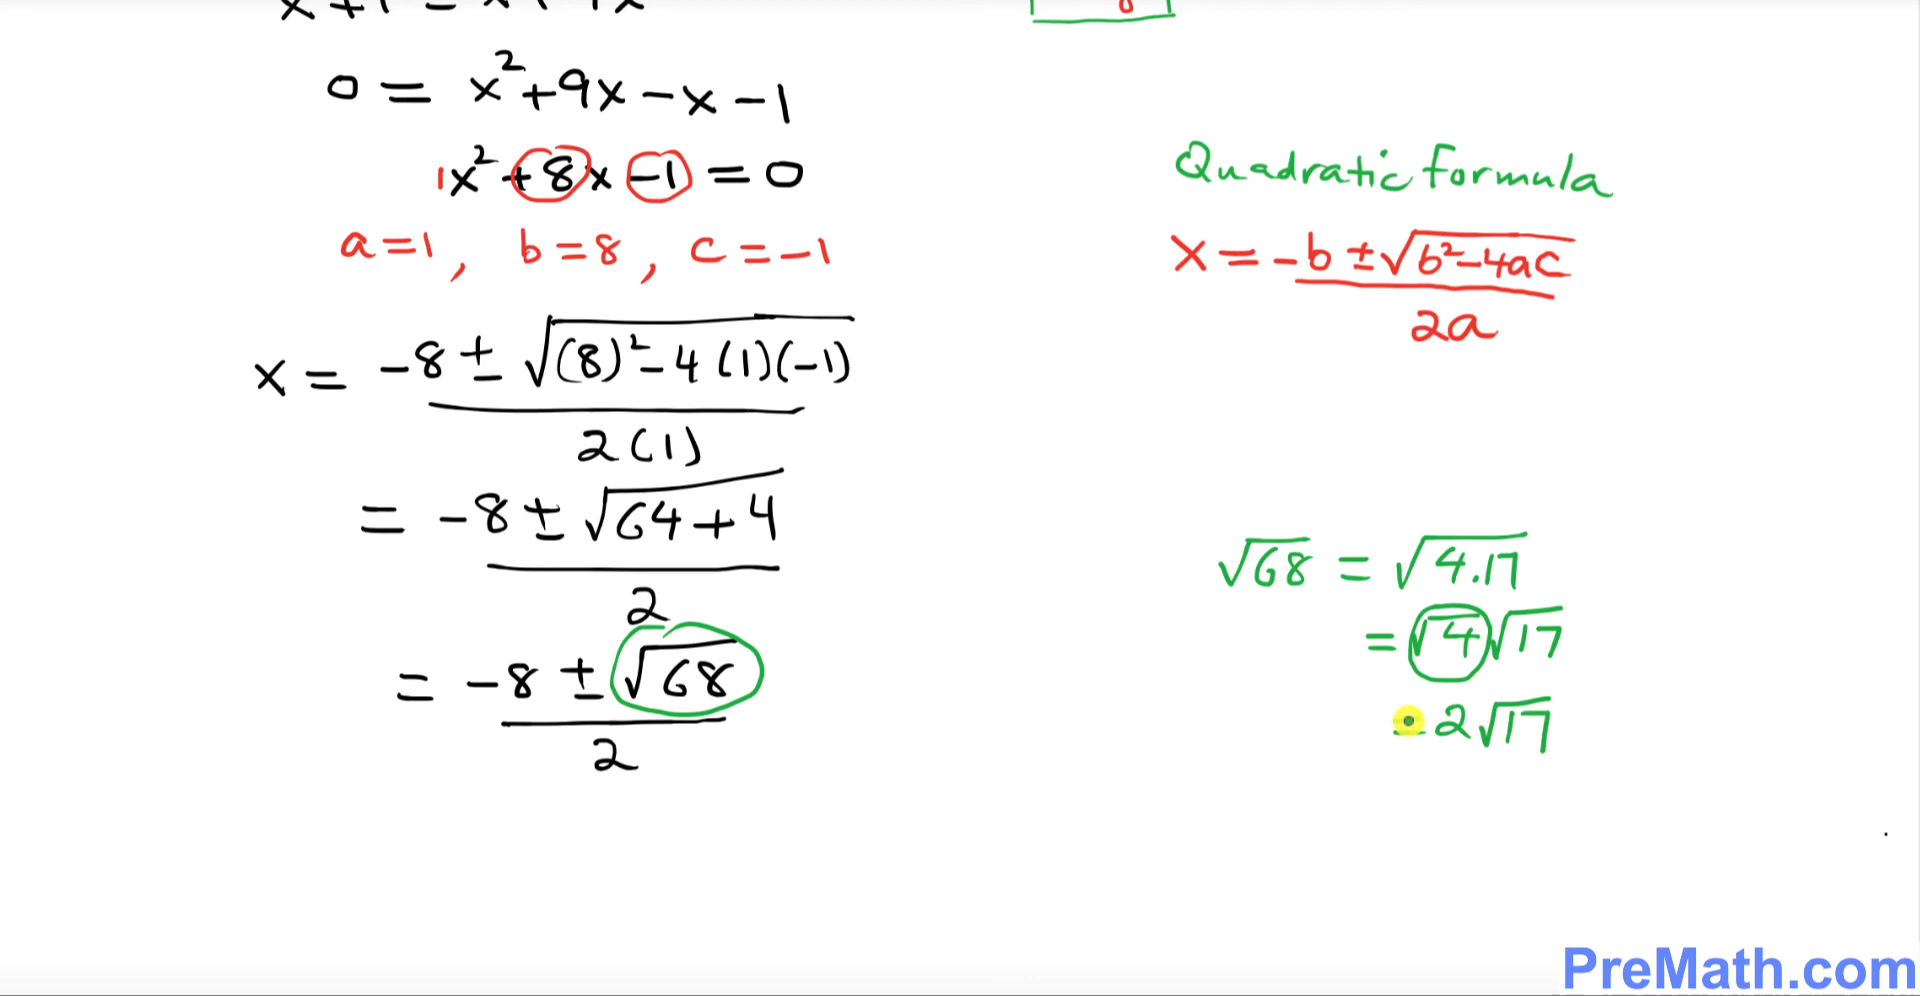 0 = x²+9x-x-1
1x²+8x-1=0
a=1, b=8, c=-1
x = -8±√(8)²-4(1)(-1)
2(1)
= -8±√64+4
2
= -8±√68
2
Quadratic formula
x=-b±√b²-4ac
2a
√68 = √4.17
= √4√17
= 2√17
PreMath.com